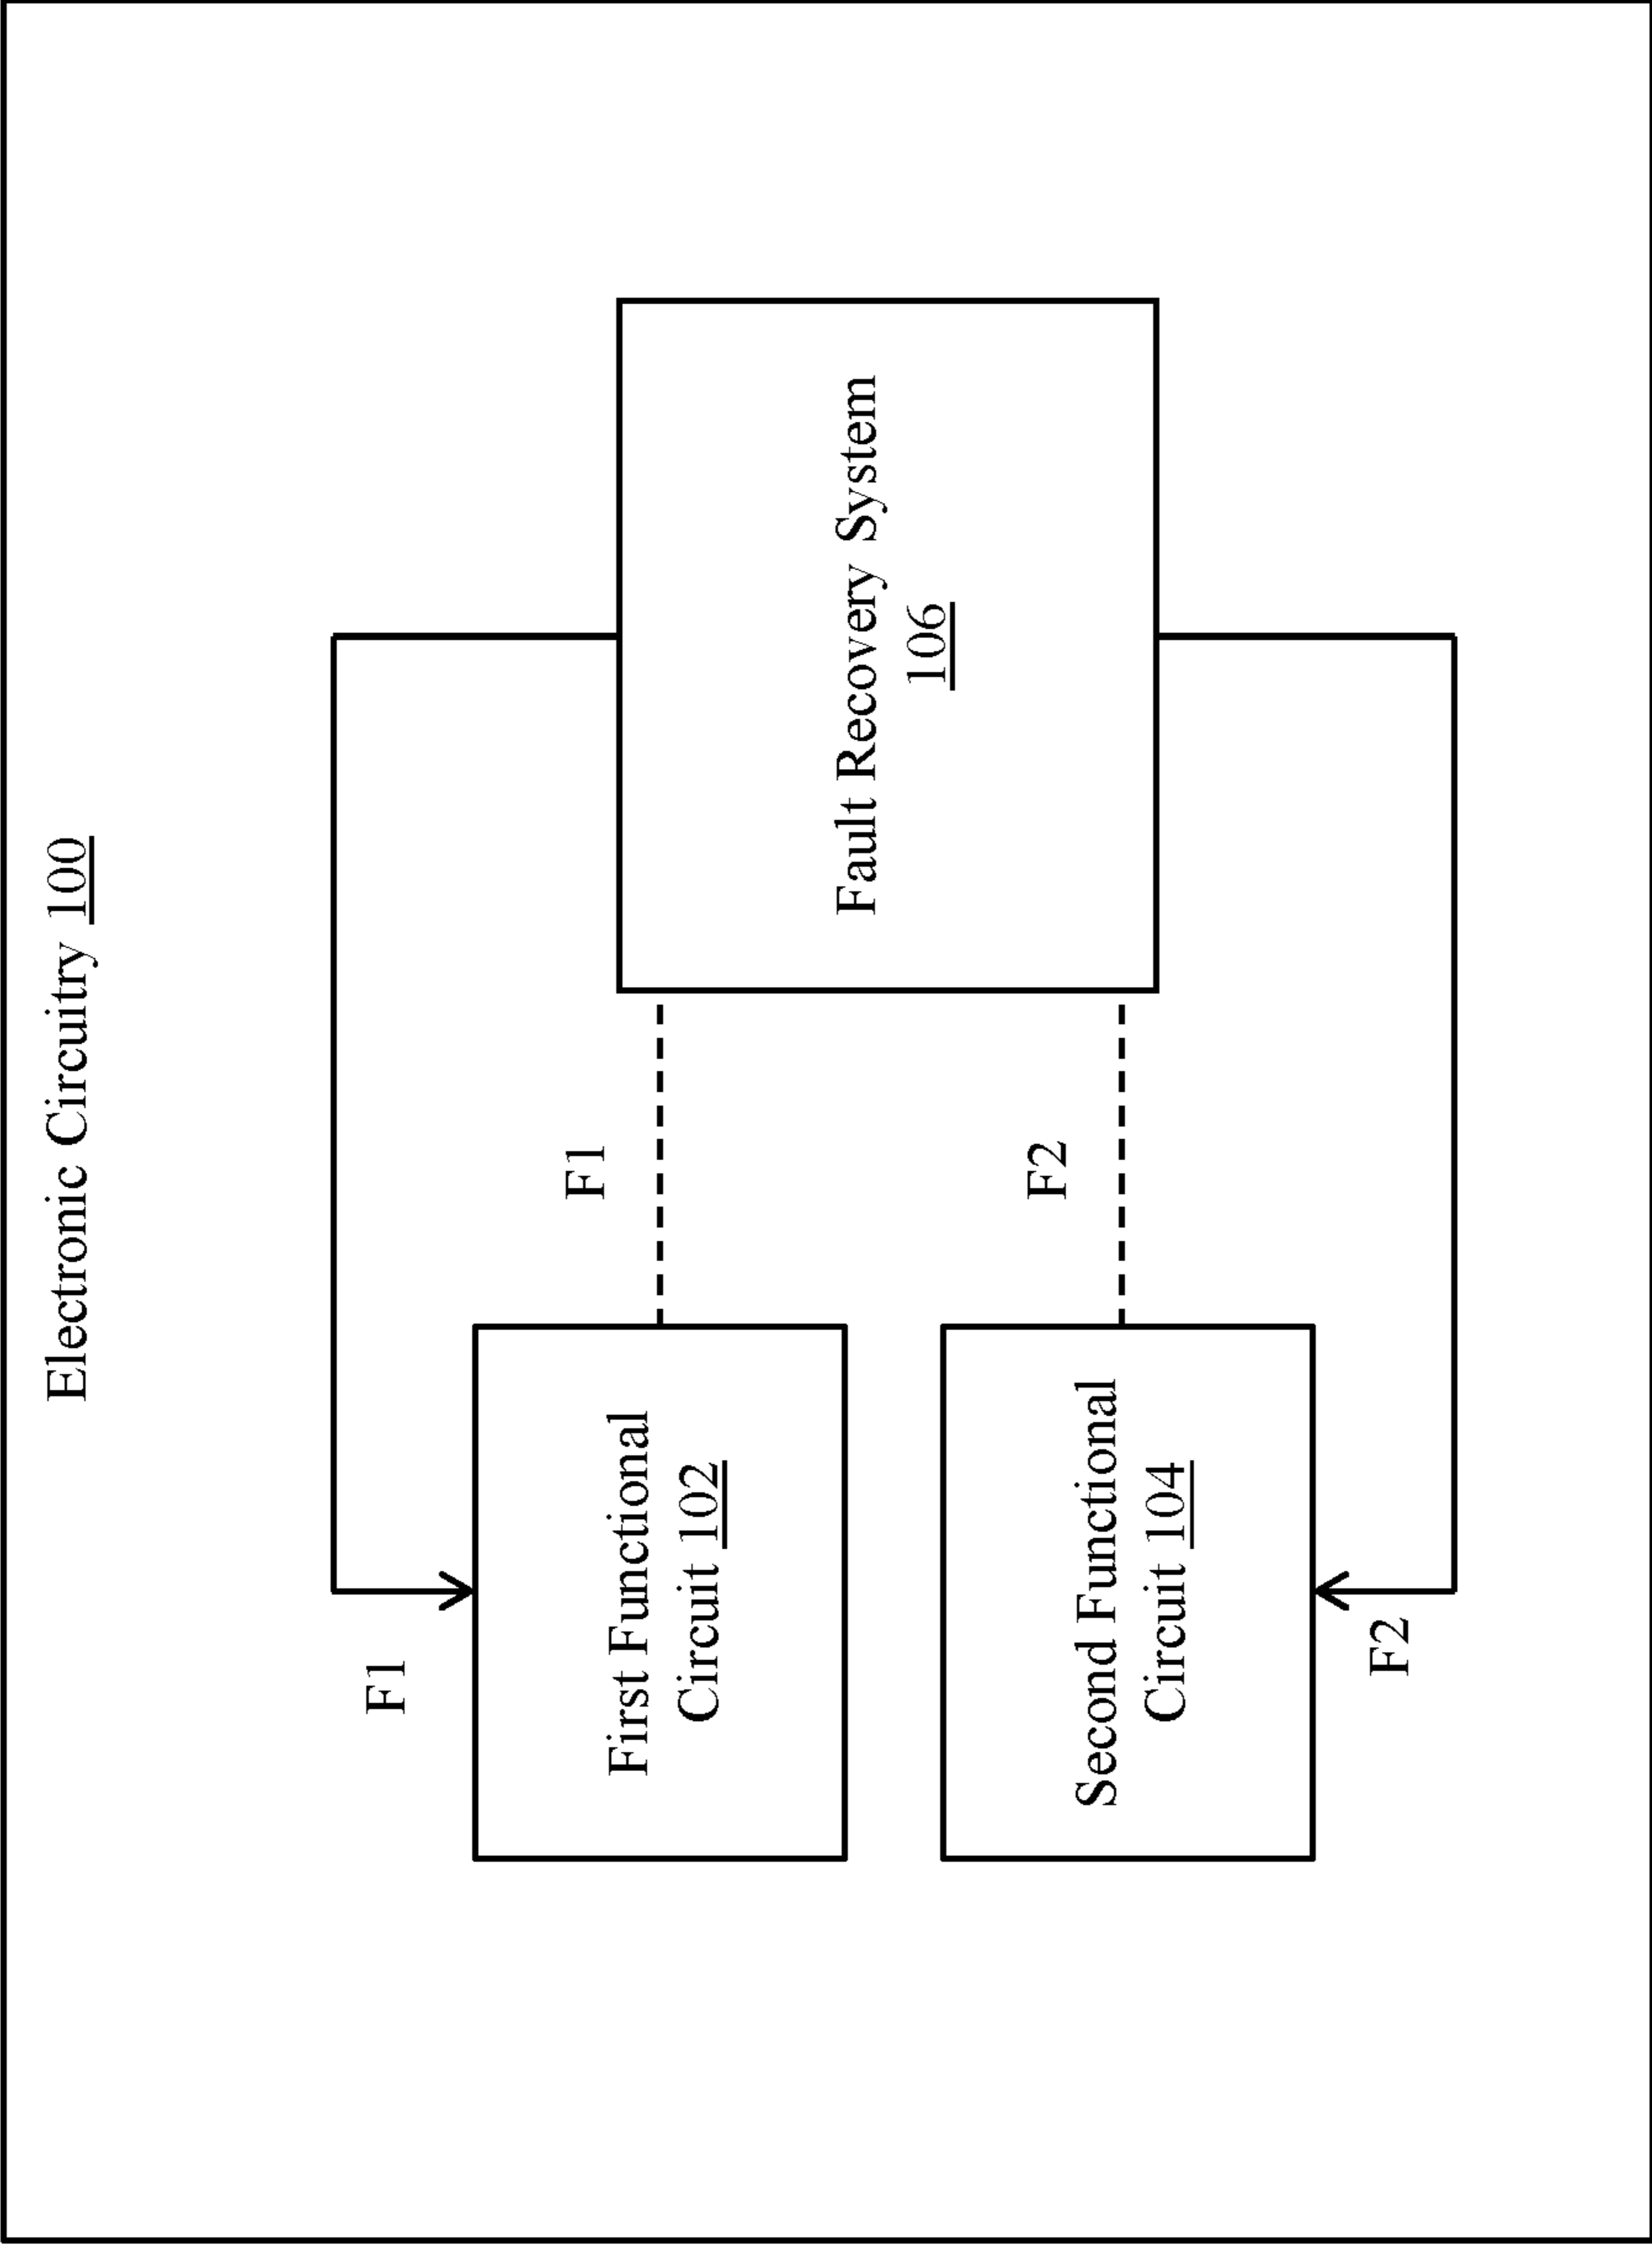 Electronic Circuitry 100
F1
First Functional
Circuit 102
F1
Fault Recovery System
106
F2
Second Functional
Circuit 104
F2